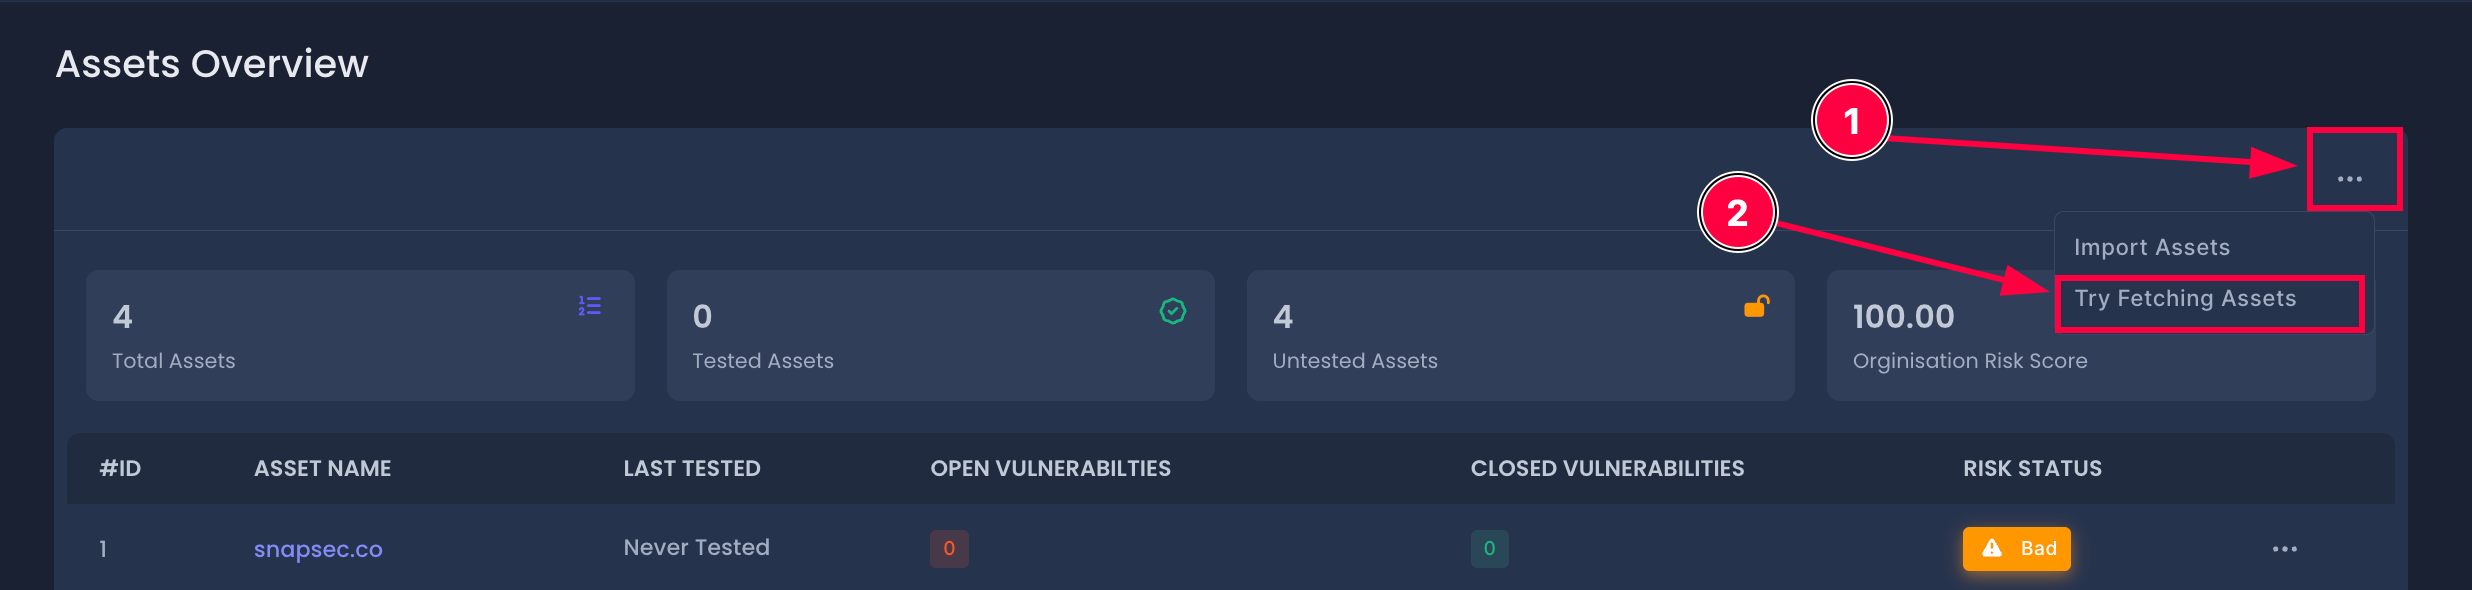 Assets Overview
1
...
2
Import Assets
Try Fetching Assets
4
Total Assets
0
Tested Assets
4
Untested Assets
100.00
Orginisation Risk Score
#ID ASSET NAME LAST TESTED OPEN VULNERABILTIES CLOSED VULNERABILITIES RISK STATUS
1 snapsec.co Never Tested 0 0 Bad ...